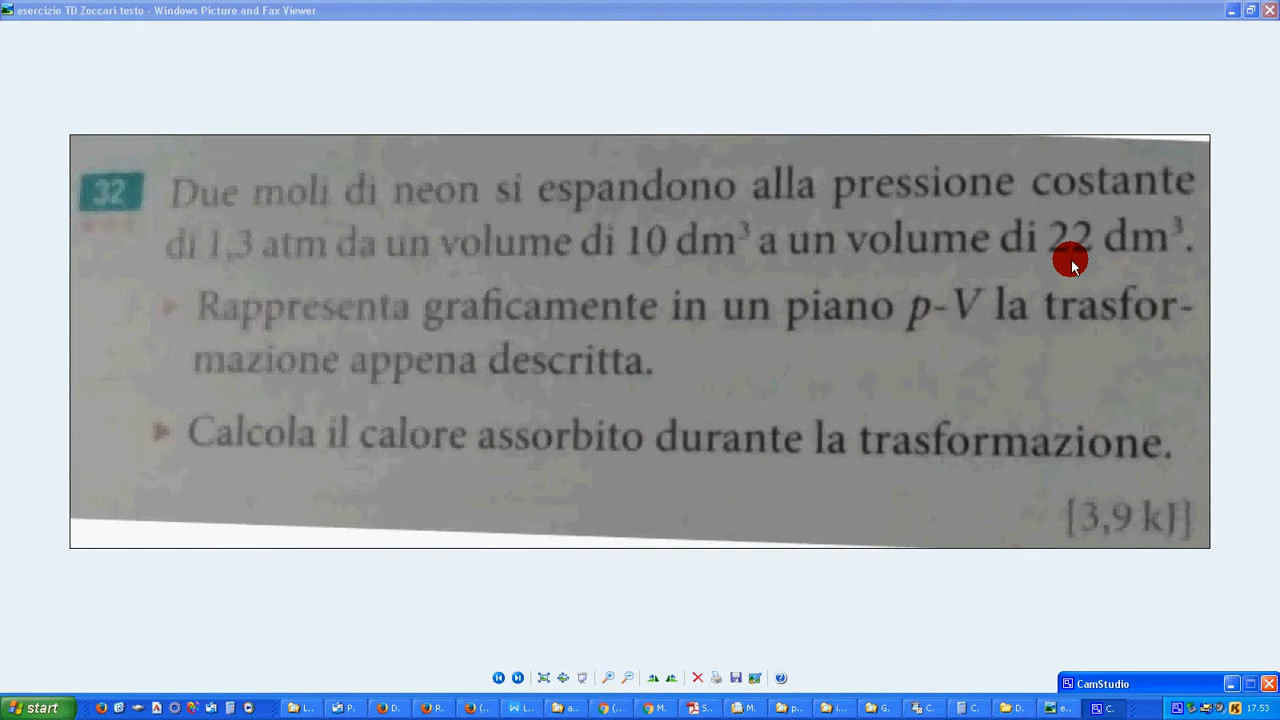 esercizio TD Zoccari testo - Windows Picture and Fax Viewer
32 Due moli di neon si espandono alla pressione costante
di 1,3 atm da un volume di 10 dm³ a un volume di 22 dm³.
Rappresenta graficamente in un piano p-V la trasfor-
mazione appena descritta.
Calcola il calore assorbito durante la trasformazione.
[3,9 kJ]
CamStudio
start L... P... D... R... (... L... a... (... M... S... M... p... i... G... C... C... D... e... C... 17.53